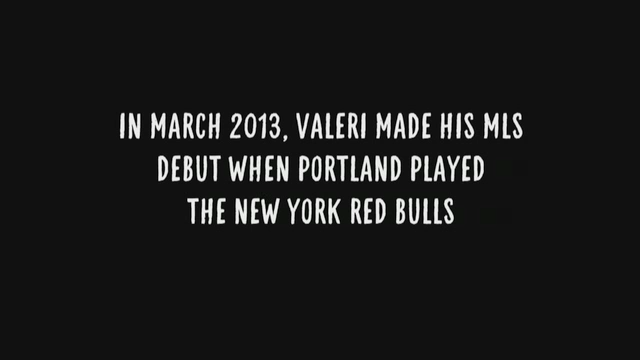 IN MARCH 2013, VALERI MADE HIS MLS
DEBUT WHEN PORTLAND PLAYED
THE NEW YORK RED BULLS